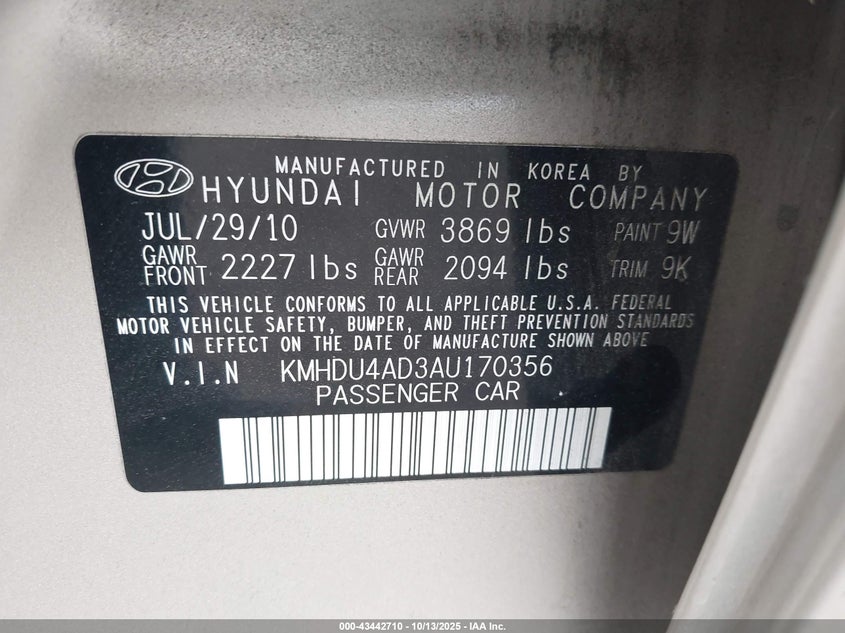 MANUFACTURED IN KOREA BY
HYUNDAI MOTOR COMPANY
JUL/29/10 GVWR 3869 lbs PAINT 9W
GAWR FRONT 2227 lbs GAWR REAR 2094 lbs TRIM 9K
THIS VEHICLE CONFORMS TO ALL APPLICABLE U.S.A. FEDERAL
MOTOR VEHICLE SAFETY, BUMPER, AND THEFT PREVENTION STANDARDS
IN EFFECT ON THE DATE OF MANUFACTURE SHOWN ABOVE
V.I.N KMHDU4AD3AU170356
PASSENGER CAR
000-43442710 - 10/13/2025 - IAA Inc.